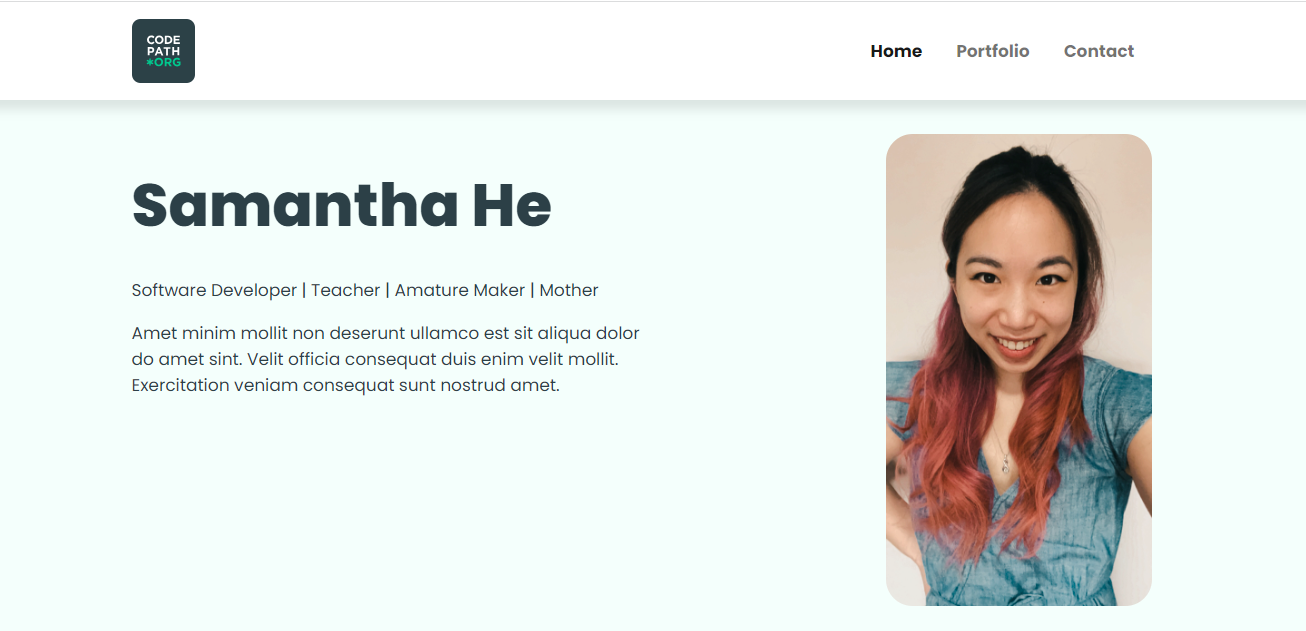 CODE
PATH
*ORG
Home Portfolio Contact
Samantha He
Software Developer | Teacher | Amature Maker | Mother
Amet minim mollit non deserunt ullamco est sit aliqua dolor
do amet sint. Velit officia consequat duis enim velit mollit.
Exercitation veniam consequat sunt nostrud amet.